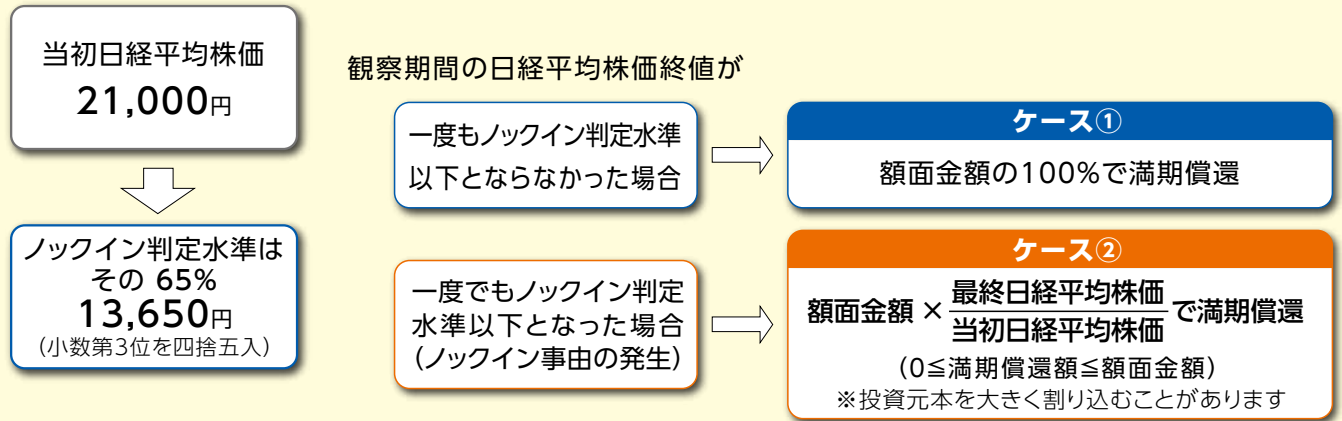 当初日経平均株価
21,000円
ノックイン判定水準は
その 65%
13,650円
(小数第3位を四捨五入)
観察期間の日経平均株価終値が
一度もノックイン判定水準
以下とならなかった場合
ケース①
額面金額の100%で満期償還
一度でもノックイン判定
水準以下となった場合
(ノックイン事由の発生)
ケース②
額面金額 × 最終日経平均株価
当初日経平均株価 で満期償還
(0≦満期償還額≦額面金額)
※投資元本を大きく割り込むことがあります